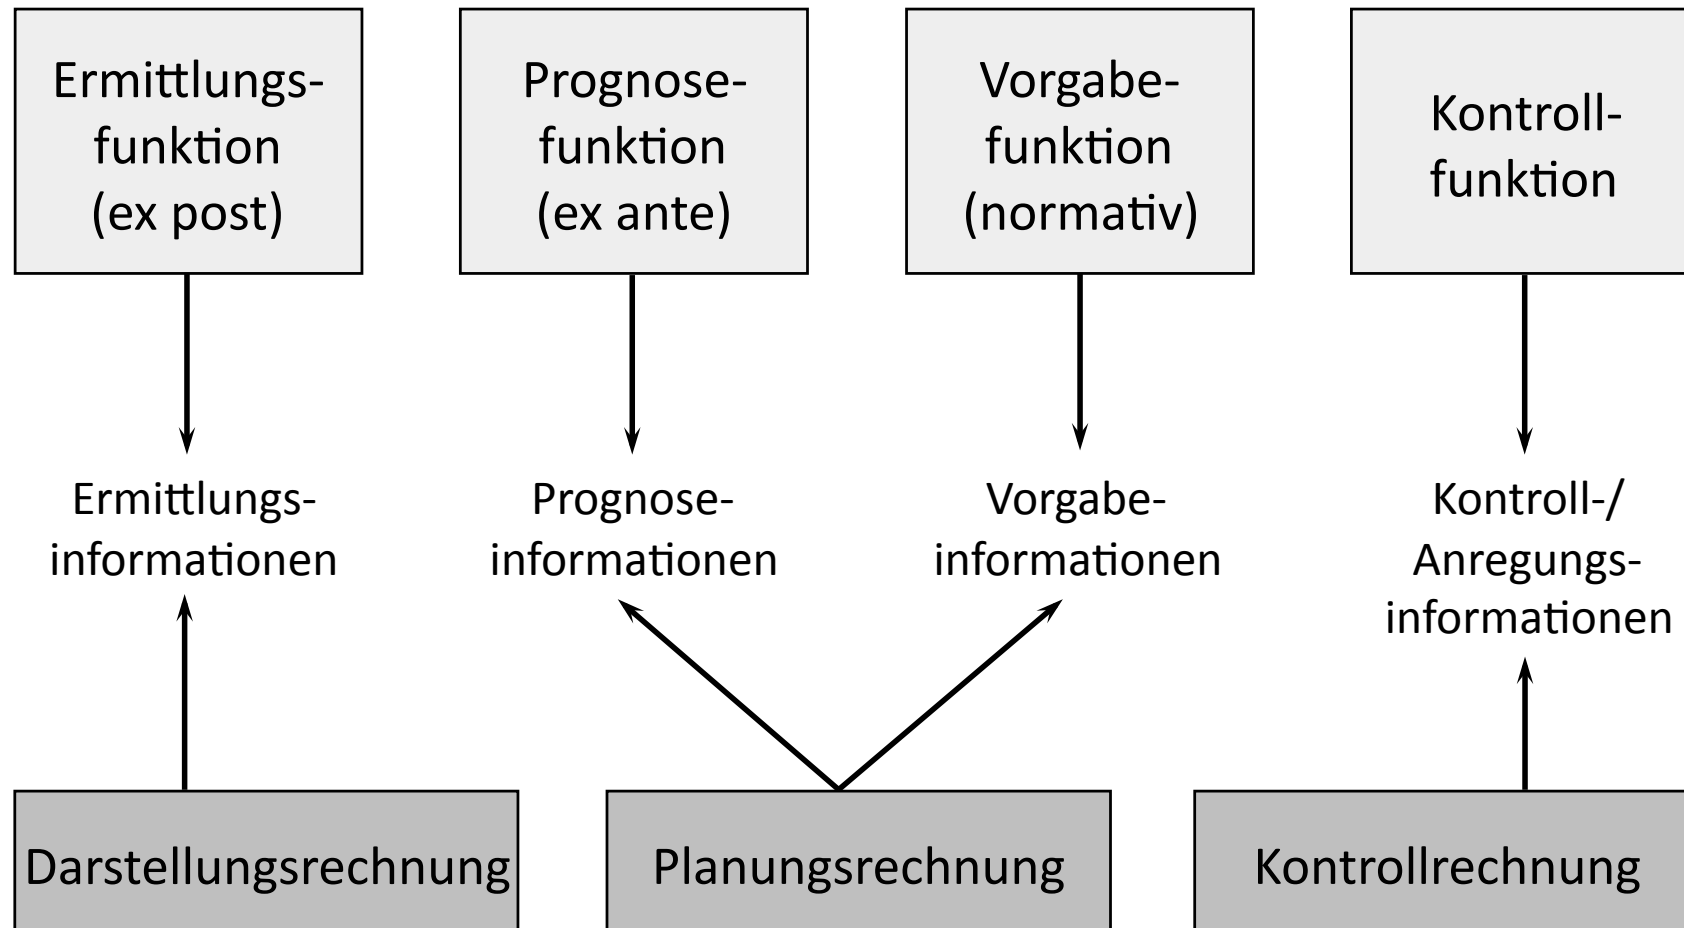 Ermittlungs-
funktion
(ex post)
Prognose-
funktion
(ex ante)
Vorgabe-
funktion
(normativ)
Kontroll-
funktion
Ermittlungs-
informationen
Prognose-
informationen
Vorgabe-
informationen
Kontroll-/
Anregungs-
informationen
Darstellungsrechnung
Planungsrechnung
Kontrollrechnung